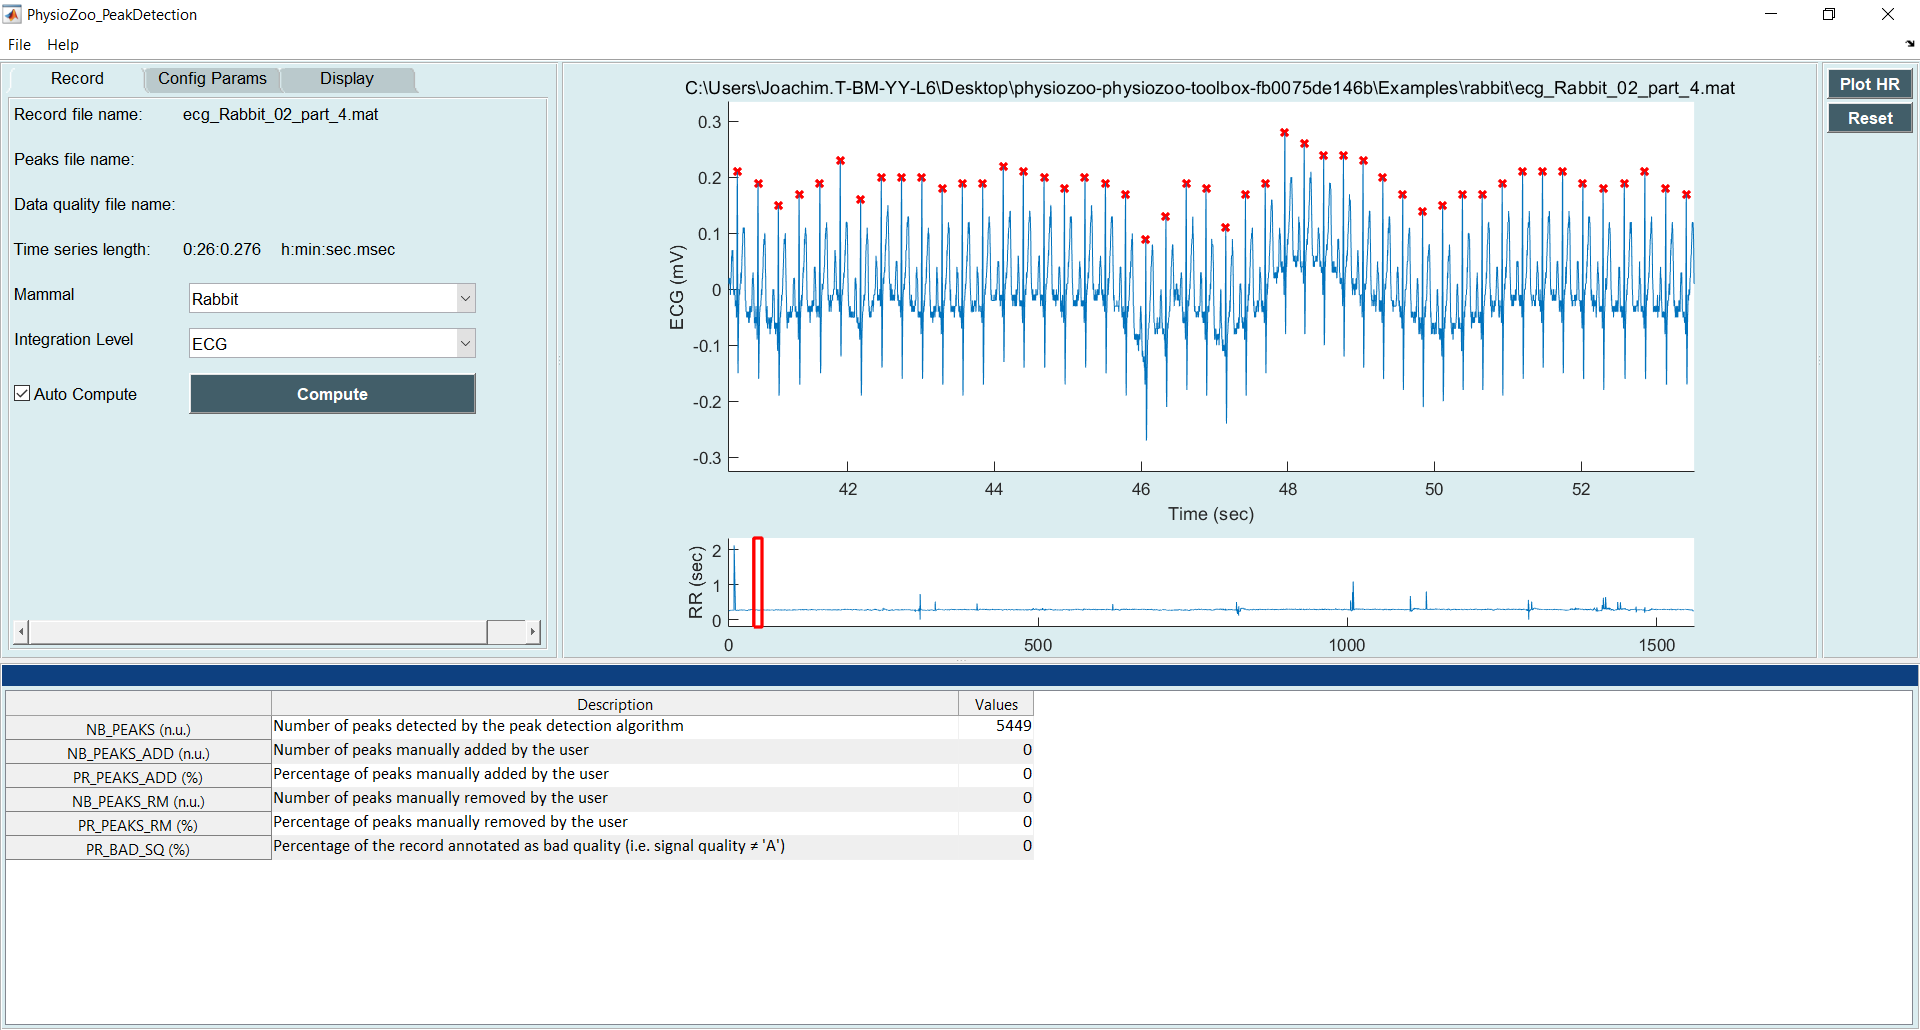 PhysioZoo_PeakDetection
File Help
Record Config Params Display
Record file name: ecg_Rabbit_02_part_4.mat
Peaks file name:
Data quality file name:
Time series length: 0:26:0.276 h:min:sec.msec
Mammal Rabbit
Integration Level ECG
Auto Compute Compute
C:\Users\Joachim.T-BM-YY-L6\Desktop\physiozoo-physiozoo-toolbox-fb0075de146b\Examples\rabbit\ecg_Rabbit_02_part_4.mat
0.3
0.2
0.1
0
-0.1
-0.2
-0.3
ECG (mV)
42 44 46 48 50 52
Time (sec)
2
1
0
RR (sec)
0 500 1000 1500
Plot HR
Reset
Description Values
NB_PEAKS (n.u.) Number of peaks detected by the peak detection algorithm 5449
NB_PEAKS_ADD (n.u.) Number of peaks manually added by the user 0
PR_PEAKS_ADD (%) Percentage of peaks manually added by the user 0
NB_PEAKS_RM (n.u.) Number of peaks manually removed by the user 0
PR_PEAKS_RM (%) Percentage of peaks manually removed by the user 0
PR_BAD_SQ (%) Percentage of the record annotated as bad quality (i.e. signal quality ≠ 'A') 0